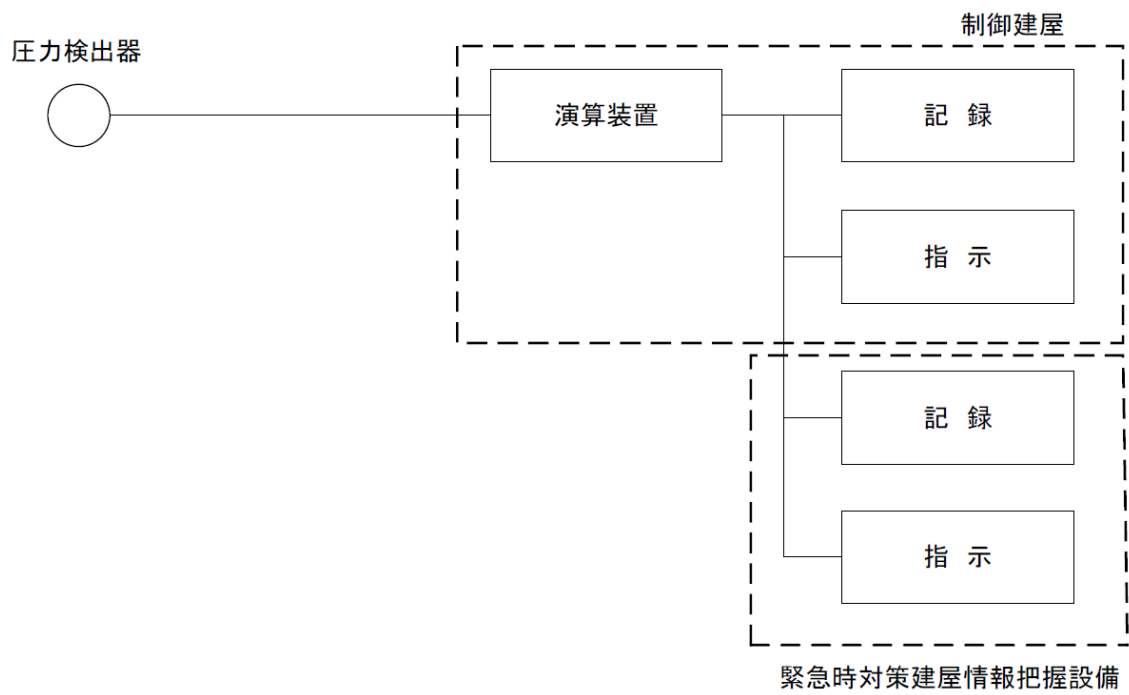 制御建屋
圧力検出器
演算装置
記 録
指 示
記 録
指 示
緊急時対策建屋情報把握設備